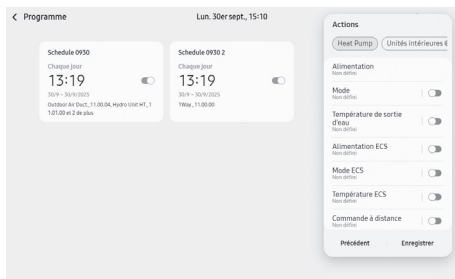 Programme
Lun. 30er sept., 15:10
Schedule 0930
Chaque jour
13:19
30/9 ~ 30/9/2025
Outdoor Air Duct_11.00.04, Hydro Unit HT_1
1.01.00 et 2 de plus
Schedule 0930 2
Chaque jour
13:19
30/9 ~ 30/9/2025
1Way_11.00.00
Actions
Heat Pump
Unités intérieures e
Alimentation
Non défini
Mode
Non défini
Température de sortie
d'eau
Non défini
Alimentation ECS
Non défini
Mode ECS
Non défini
Température ECS
Non défini
Commande à distance
Non défini
Précédent
Enregistrer